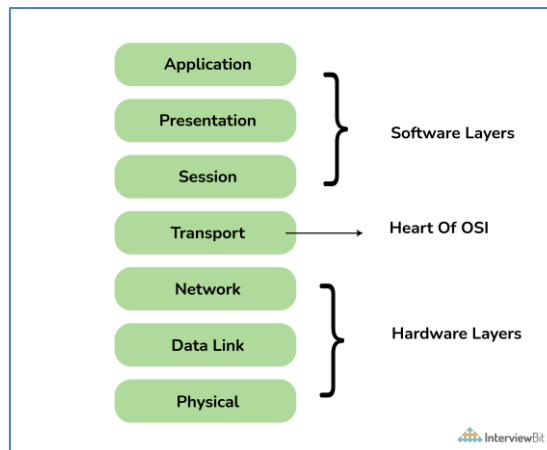 Application
Presentation
Software Layers
Session
Transport
Heart Of OSI
Network
Data Link
Hardware Layers
Physical
InterviewBit